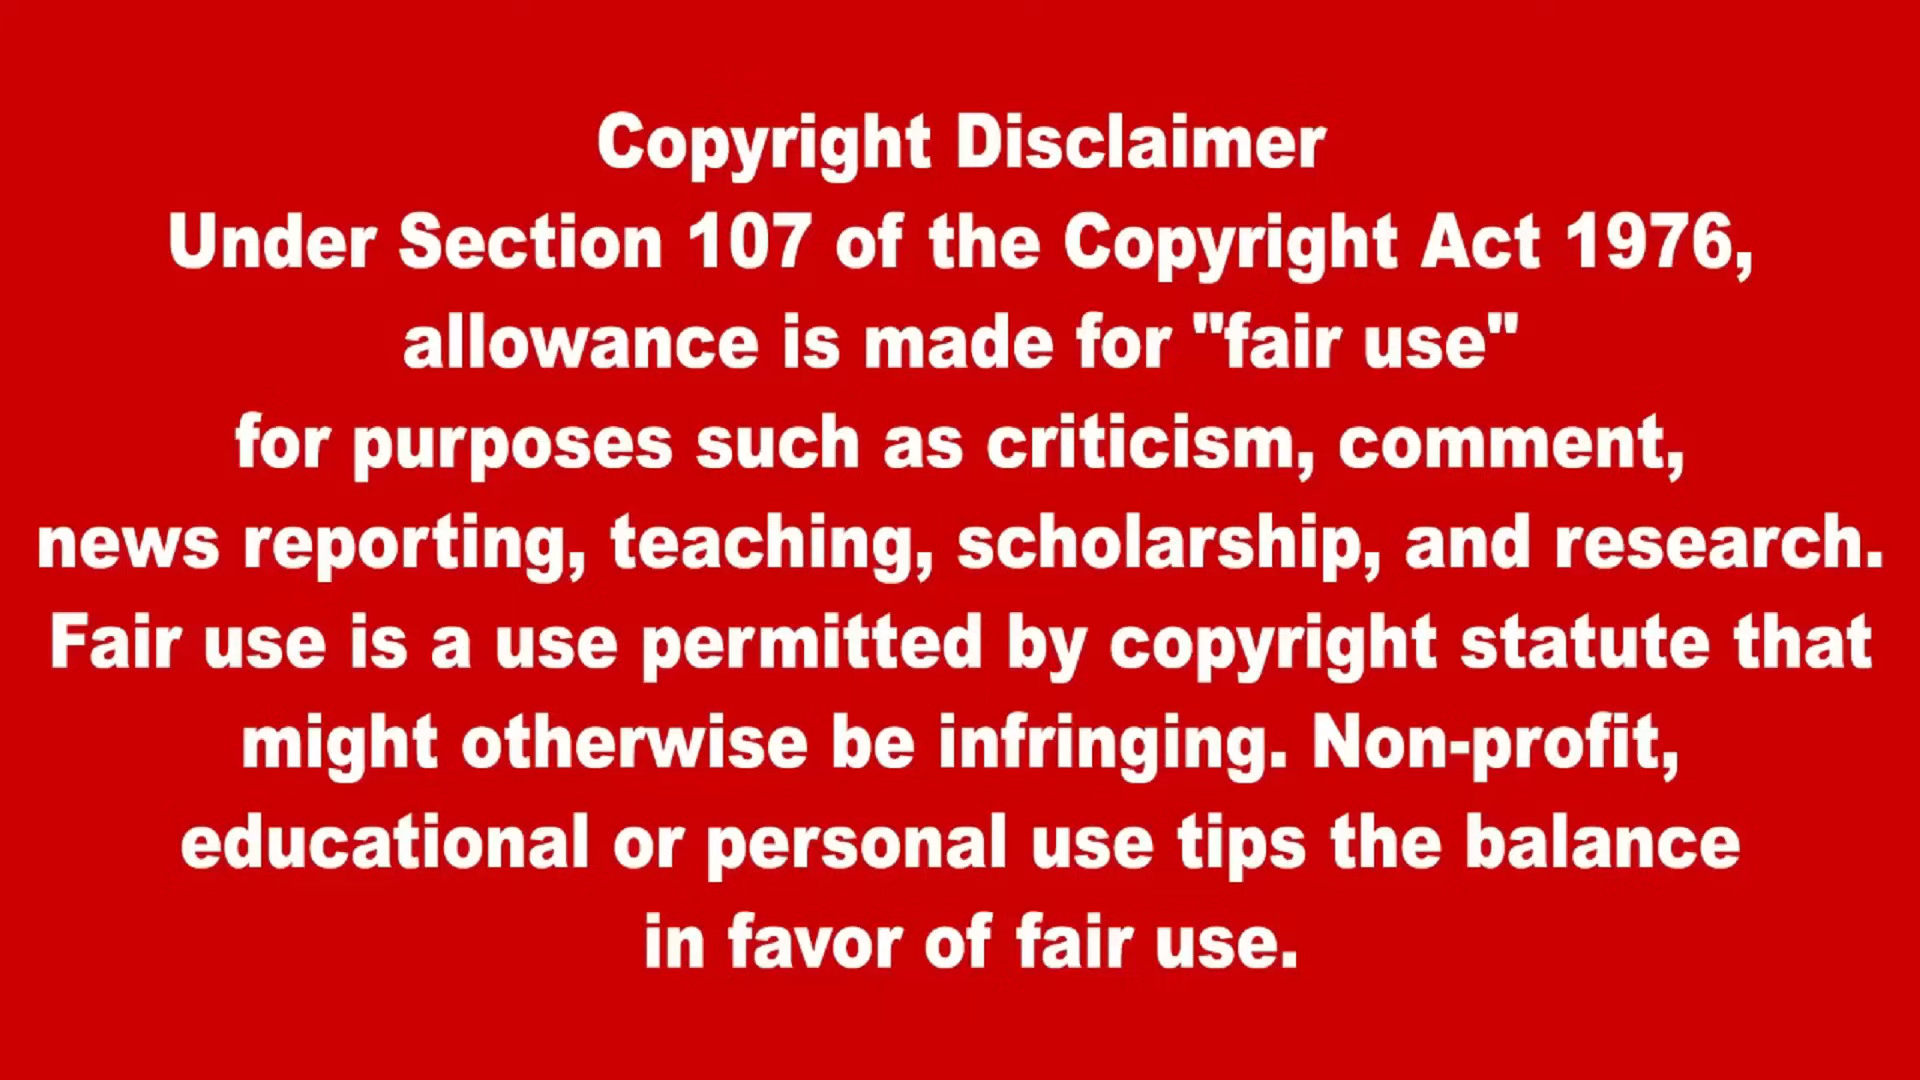 Copyright Disclaimer
Under Section 107 of the Copyright Act 1976,
allowance is made for "fair use"
for purposes such as criticism, comment,
news reporting, teaching, scholarship, and research.
Fair use is a use permitted by copyright statute that
might otherwise be infringing. Non-profit,
educational or personal use tips the balance
in favor of fair use.